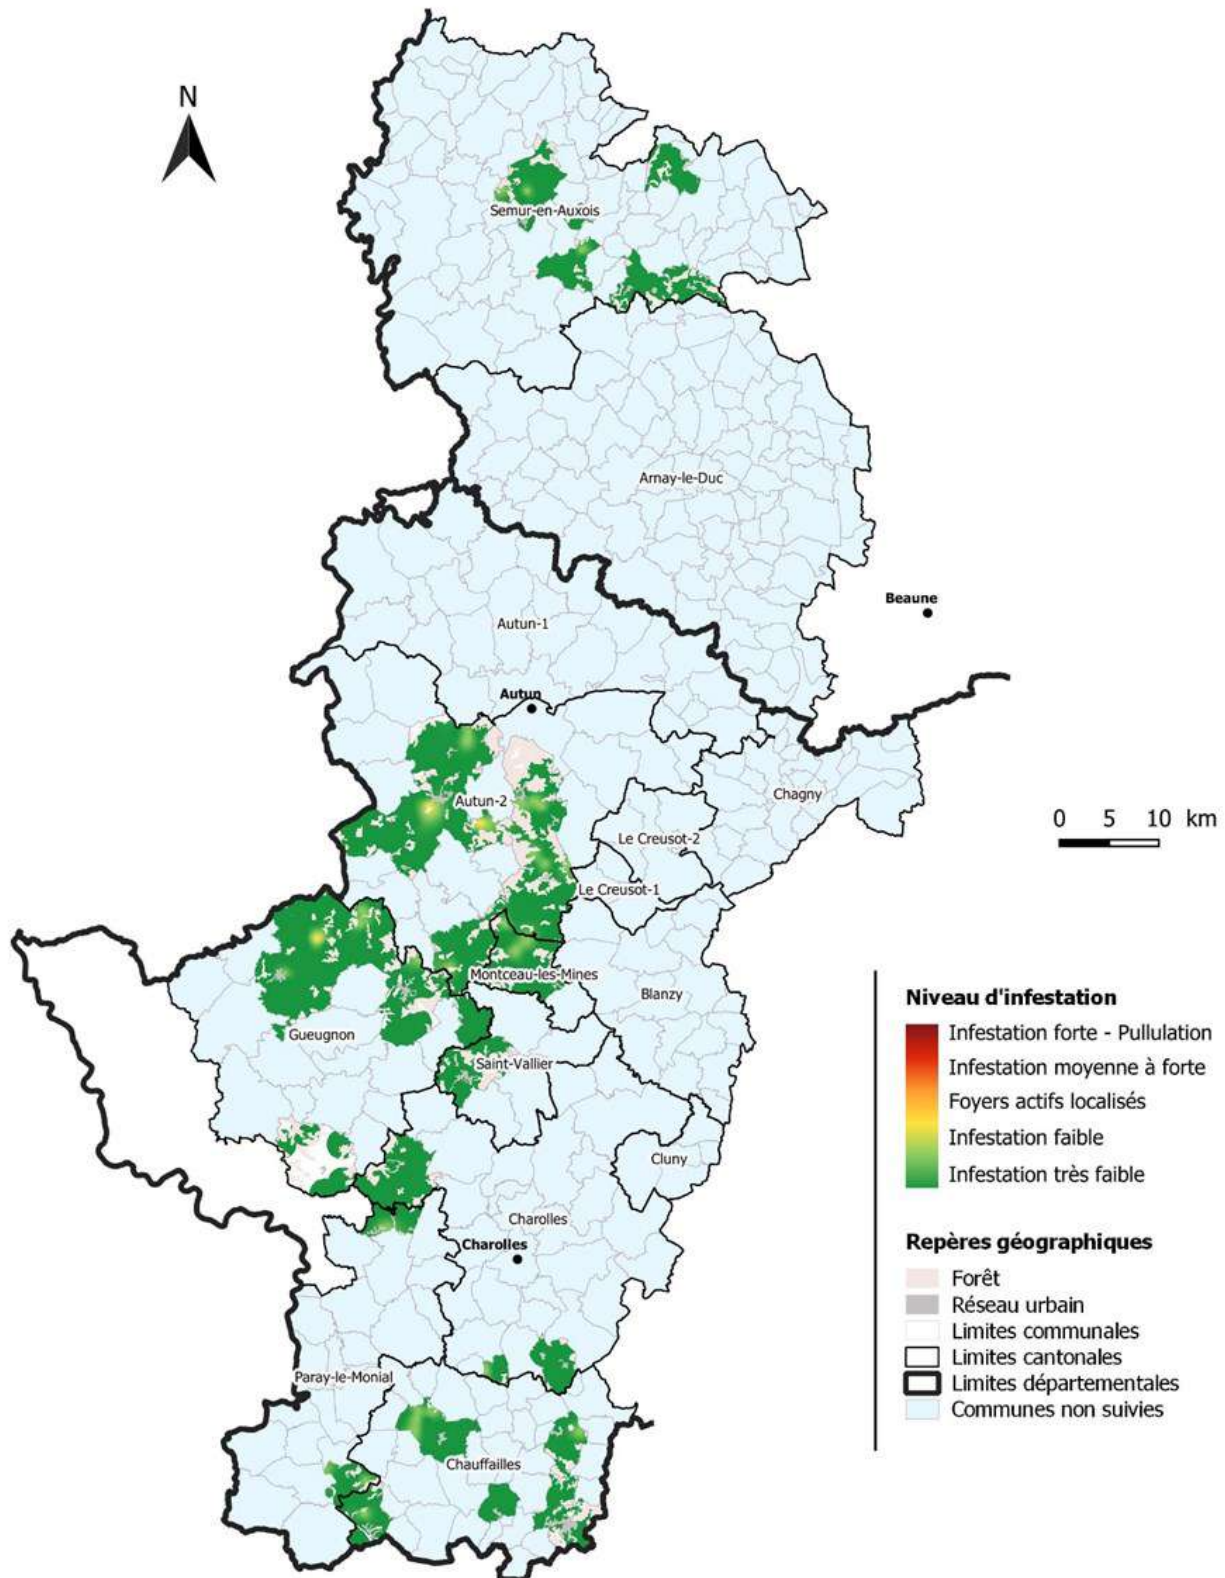 N
Semur-en-Auxois
Arnay-le-Duc
Beaune
Autun-1
Autun
Chagny
Autun-2
0 5 10 km
Le Creusot-2
Le Creusot-1
Montceau-les-Mines
Blanzy
Gueugnon
Saint-Vallier
Cluny
Charolles
Charolles
Paray-le-Monial
Chauffailles
Niveau d'infestation
Infestation forte - Pullulation
Infestation moyenne à forte
Foyers actifs localisés
Infestation faible
Infestation très faible
Repères géographiques
Forêt
Réseau urbain
Limites communales
Limites cantonales
Limites départementales
Communes non suivies